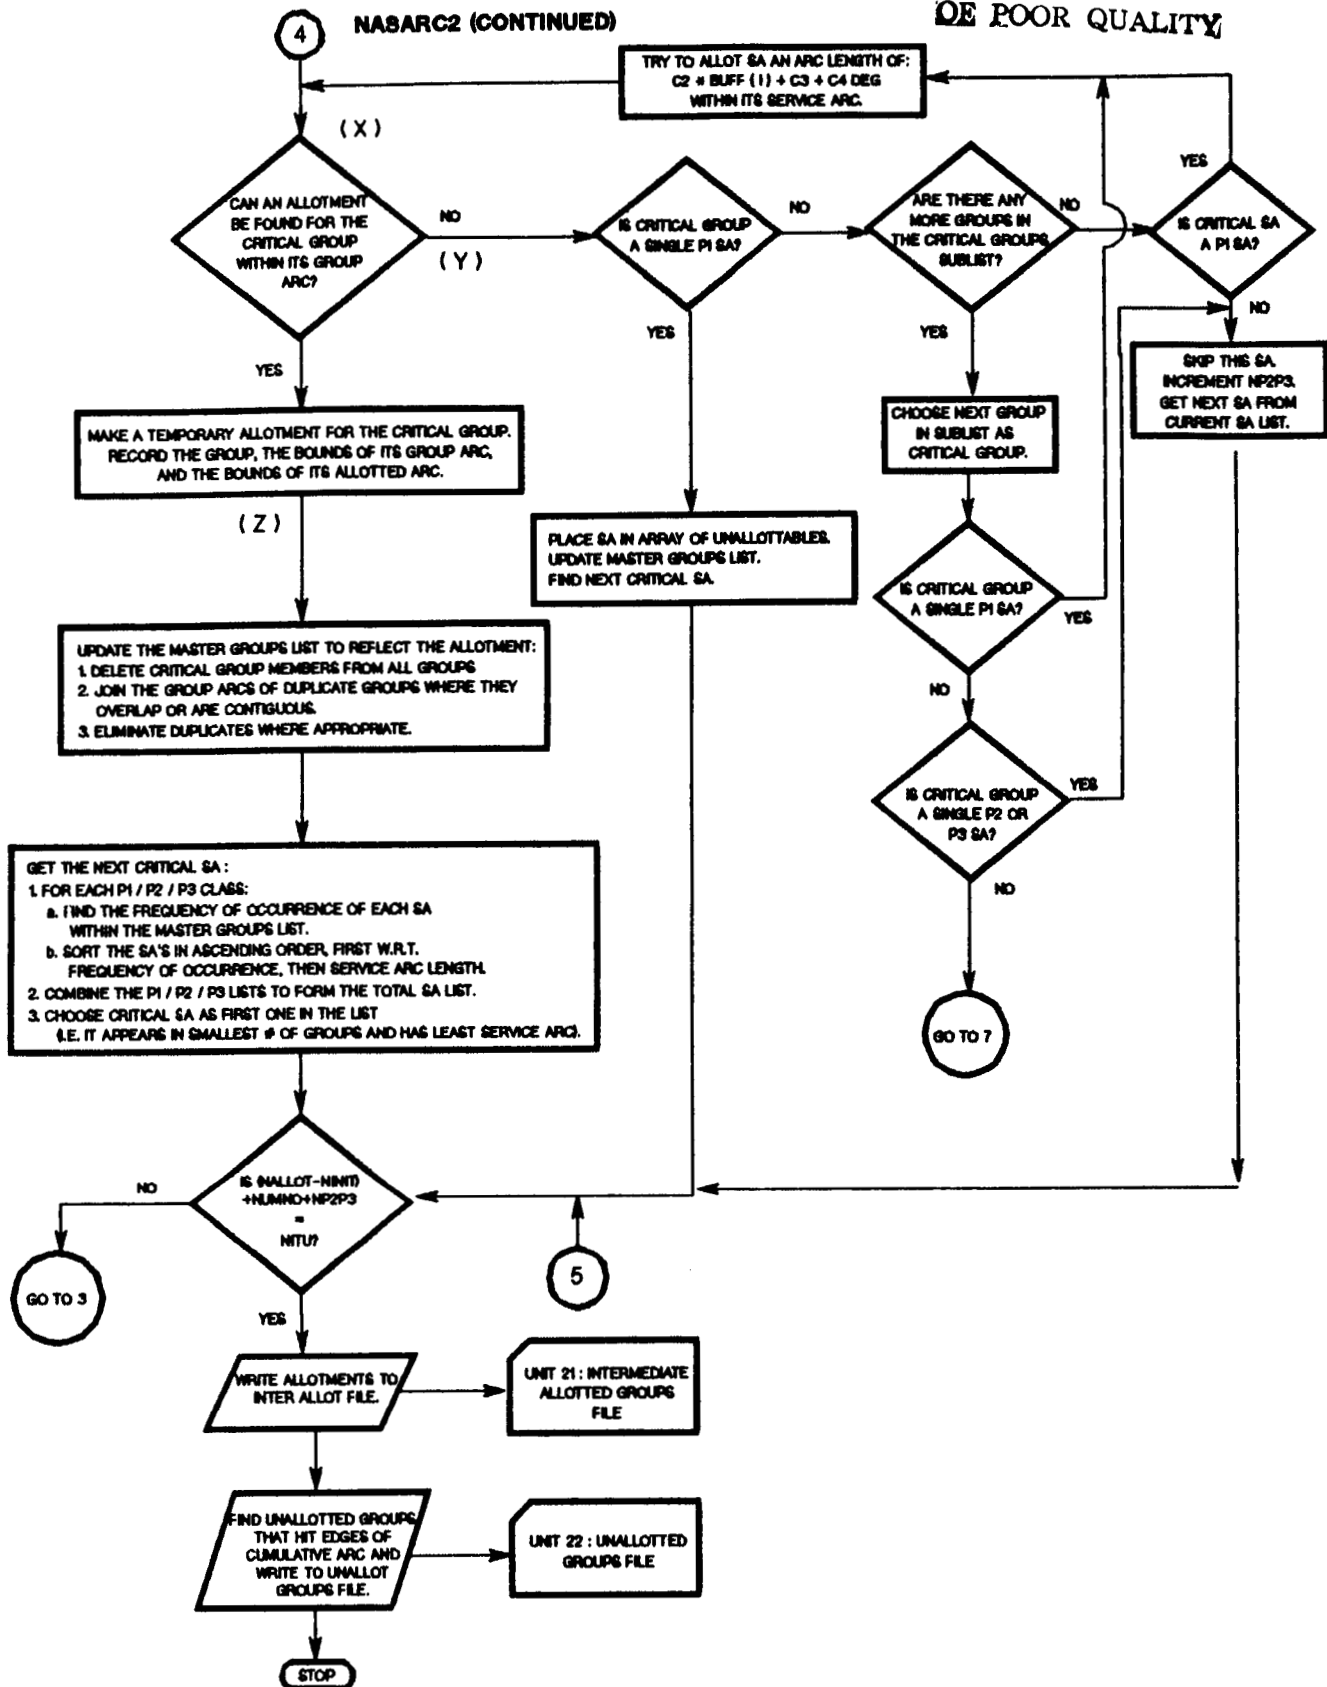 4
NASARC2 (CONTINUED)
OF POOR QUALITY
TRY TO ALLOT SA AN ARC LENGTH OF:
C2 * BUFF (I) + C3 + C4 DEG
WITHIN ITS SERVICE ARC.
(X)
CAN AN ALLOTMENT
BE FOUND FOR THE
CRITICAL GROUP
WITHIN ITS GROUP
ARC?
NO
(Y)
IS CRITICAL GROUP
A SINGLE P1 SA?
NO
ARE THERE ANY
MORE GROUPS IN
THE CRITICAL GROUPS
SUBLIST?
NO
YES
IS CRITICAL SA
A P1 SA?
NO
YES
YES
YES
SKIP THIS SA.
INCREMENT NP2P3.
GET NEXT SA FROM
CURRENT SA LIST.
MAKE A TEMPORARY ALLOTMENT FOR THE CRITICAL GROUP.
RECORD THE GROUP, THE BOUNDS OF ITS GROUP ARC,
AND THE BOUNDS OF ITS ALLOTTED ARC.
CHOOSE NEXT GROUP
IN SUBLIST AS
CRITICAL GROUP.
(Z)
PLACE SA IN ARRAY OF UNALLOTTABLES.
UPDATE MASTER GROUPS LIST.
FIND NEXT CRITICAL SA.
IS CRITICAL GROUP
A SINGLE P1 SA?
YES
NO
UPDATE THE MASTER GROUPS LIST TO REFLECT THE ALLOTMENT:
1. DELETE CRITICAL GROUP MEMBERS FROM ALL GROUPS
2. JOIN THE GROUP ARCS OF DUPLICATE GROUPS WHERE THEY
OVERLAP OR ARE CONTIGUOUS.
3. ELIMINATE DUPLICATES WHERE APPROPRIATE.
IS CRITICAL GROUP
A SINGLE P2 OR
P3 SA?
YES
NO
GET THE NEXT CRITICAL SA :
1. FOR EACH P1 / P2 / P3 CLASS:
a. FIND THE FREQUENCY OF OCCURRENCE OF EACH SA
WITHIN THE MASTER GROUPS LIST.
b. SORT THE SA'S IN ASCENDING ORDER, FIRST W.R.T.
FREQUENCY OF OCCURRENCE, THEN SERVICE ARC LENGTH.
2. COMBINE THE P1 / P2 / P3 LISTS TO FORM THE TOTAL SA LIST.
3. CHOOSE CRITICAL SA AS FIRST ONE IN THE LIST
(I.E. IT APPEARS IN SMALLEST # OF GROUPS AND HAS LEAST SERVICE ARC).
GO TO 7
IS (NALLOT-NINIT)
+NUMNO+NP2P3
=
NITU?
NO
GO TO 3
5
YES
WRITE ALLOTMENTS TO
INTER ALLOT FILE.
UNIT 21 : INTERMEDIATE
ALLOTTED GROUPS
FILE
FIND UNALLOTTED GROUPS
THAT HIT EDGES OF
CUMULATIVE ARC AND
WRITE TO UNALLOT
GROUPS FILE.
UNIT 22 : UNALLOTTED
GROUPS FILE
STOP